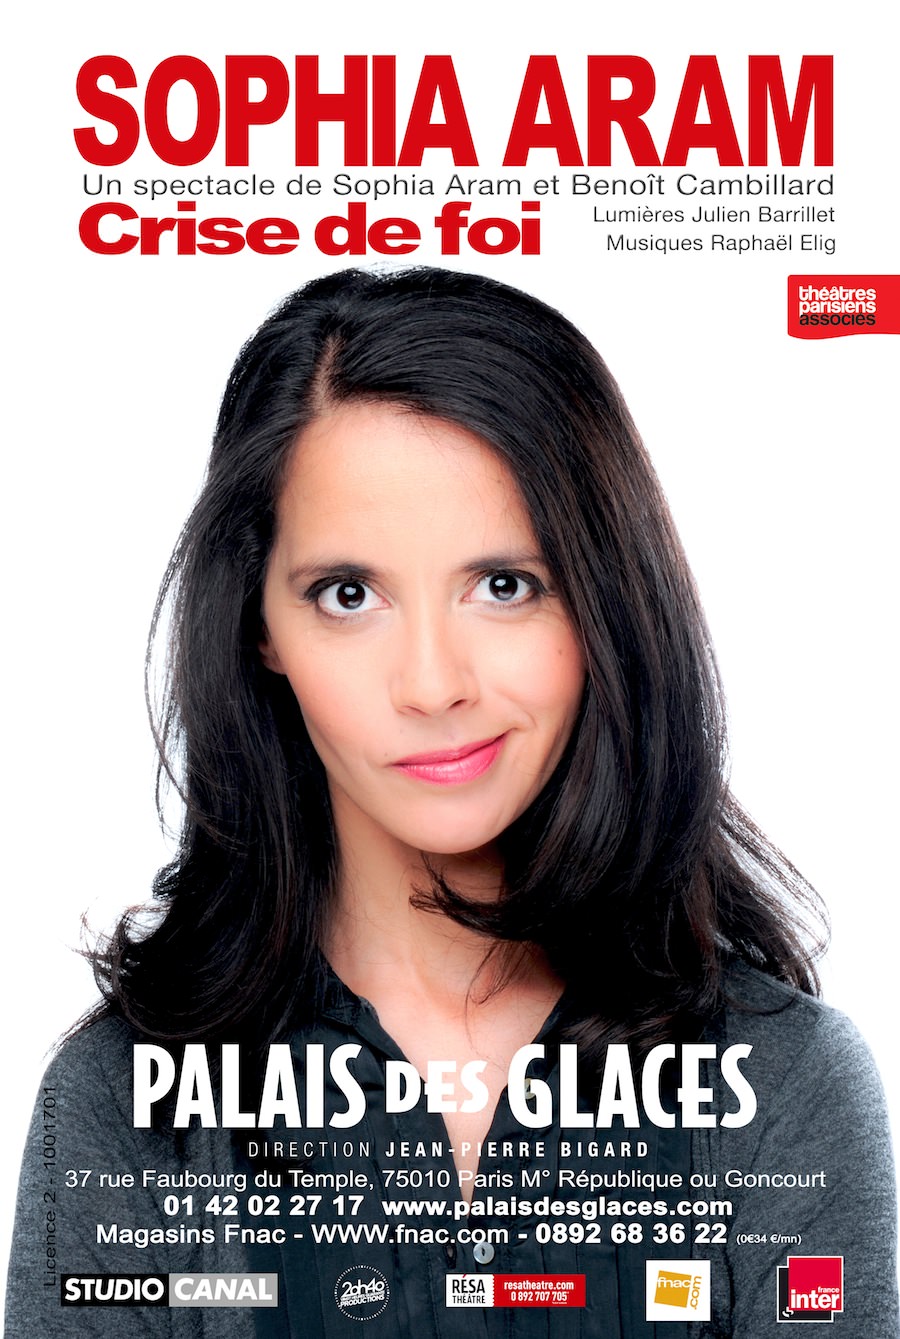 SOPHIA ARAM
Un spectacle de Sophia Aram et Benoît Cambillard
Crise de foi
Lumières Julien Barrillet
Musiques Raphaël Elig
théâtres
parisiens
associés
PALAIS DES GLACES
DIRECTION JEAN-PIERRE BIGARD
37 rue Faubourg du Temple, 75010 Paris M° République ou Goncourt
01 42 02 27 17 www.palaisdesglaces.com
Magasins Fnac - WWW.fnac.com - 0892 68 36 22 (0€34 €/mn)
Licence 2 - 1001701
STUDIO CANAL
20h40
PRODUCTIONS
RÉSA
THÉÂTRE
resatheatre.com
0 892 707 705
fnac
.com
france
inter